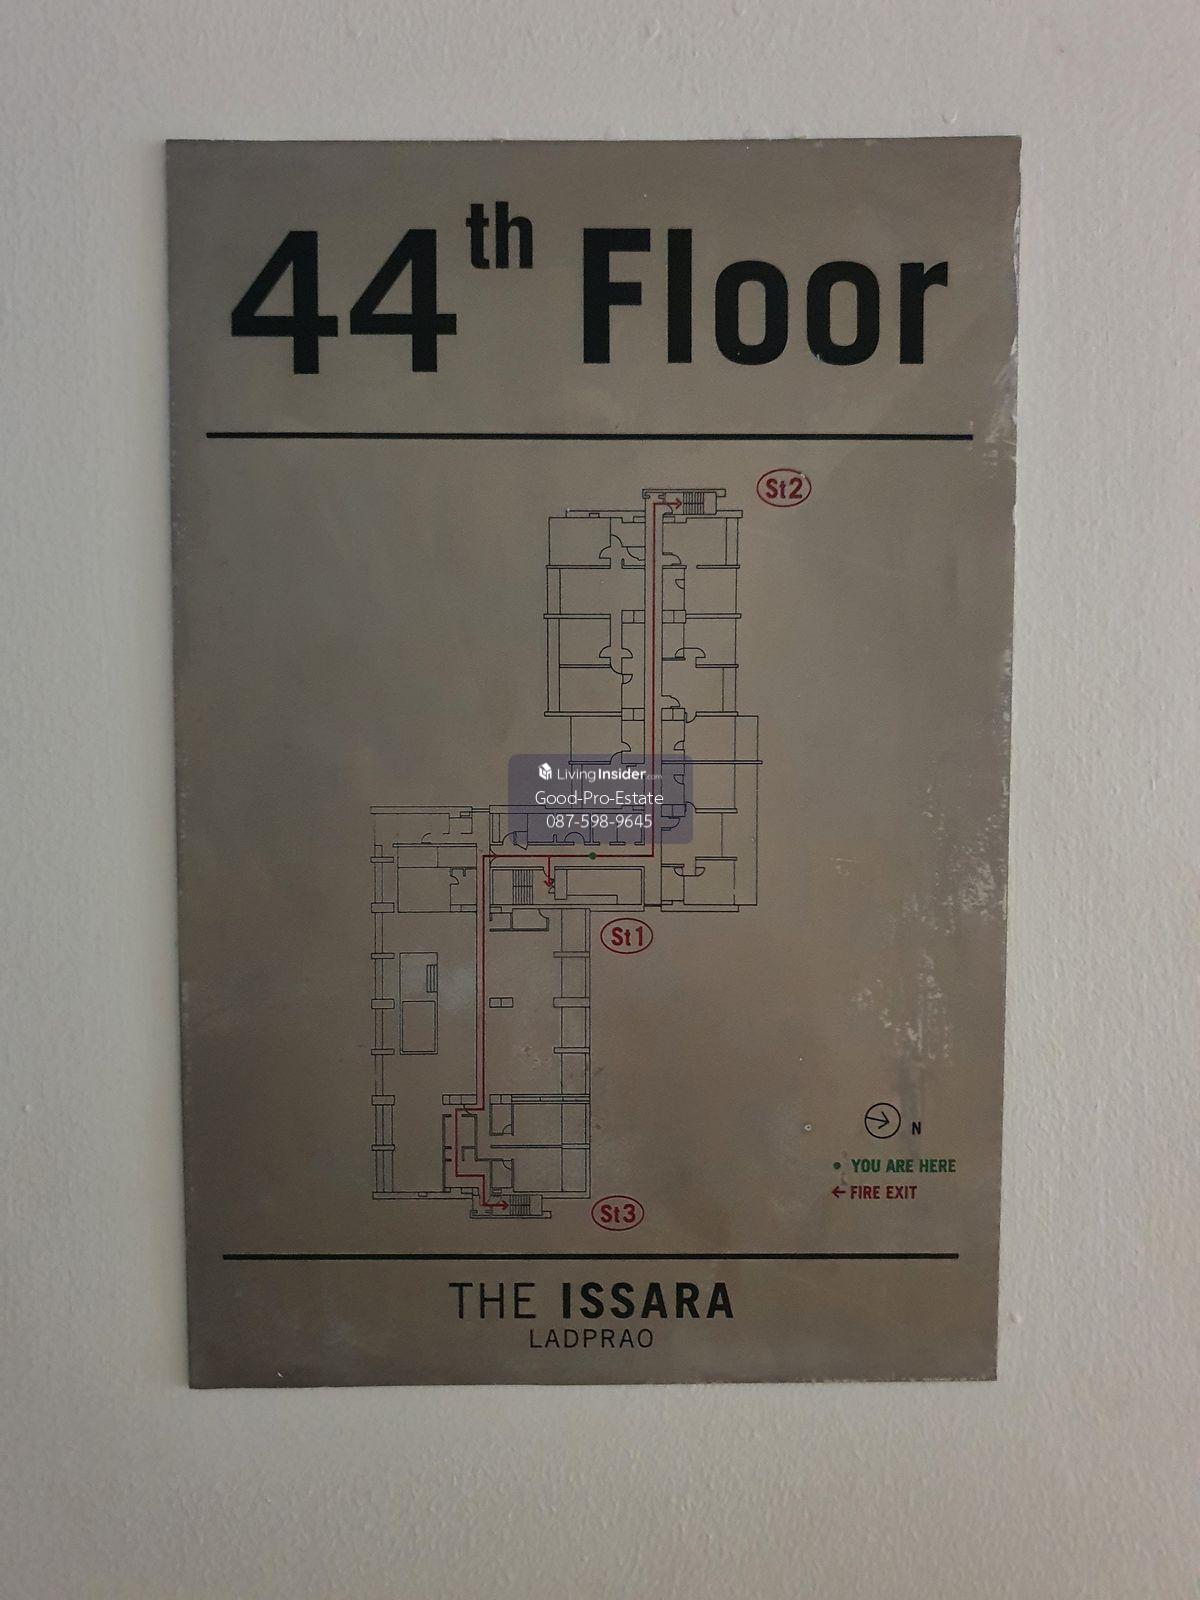 44th Floor
St2
LivingInsider.com
Good-Pro-Estate
087-598-9645
St1
N
• YOU ARE HERE
← FIRE EXIT
St3
THE ISSARA
LADPRAO